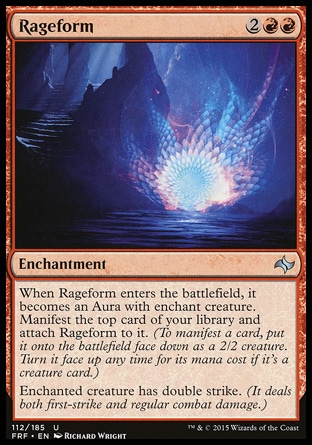 Rageform 2
Enchantment
When Rageform enters the battlefield, it
becomes an Aura with enchant creature.
Manifest the top card of your library and
attach Rageform to it. (To manifest a card, put
it onto the battlefield face down as a 2/2 creature.
Turn it face up any time for its mana cost if it's a
creature card.)
Enchanted creature has double strike. (It deals
both first-strike and regular combat damage.)
112/185 U
FRF • EN Richard Wright ™ & © 2015 Wizards of the Coast